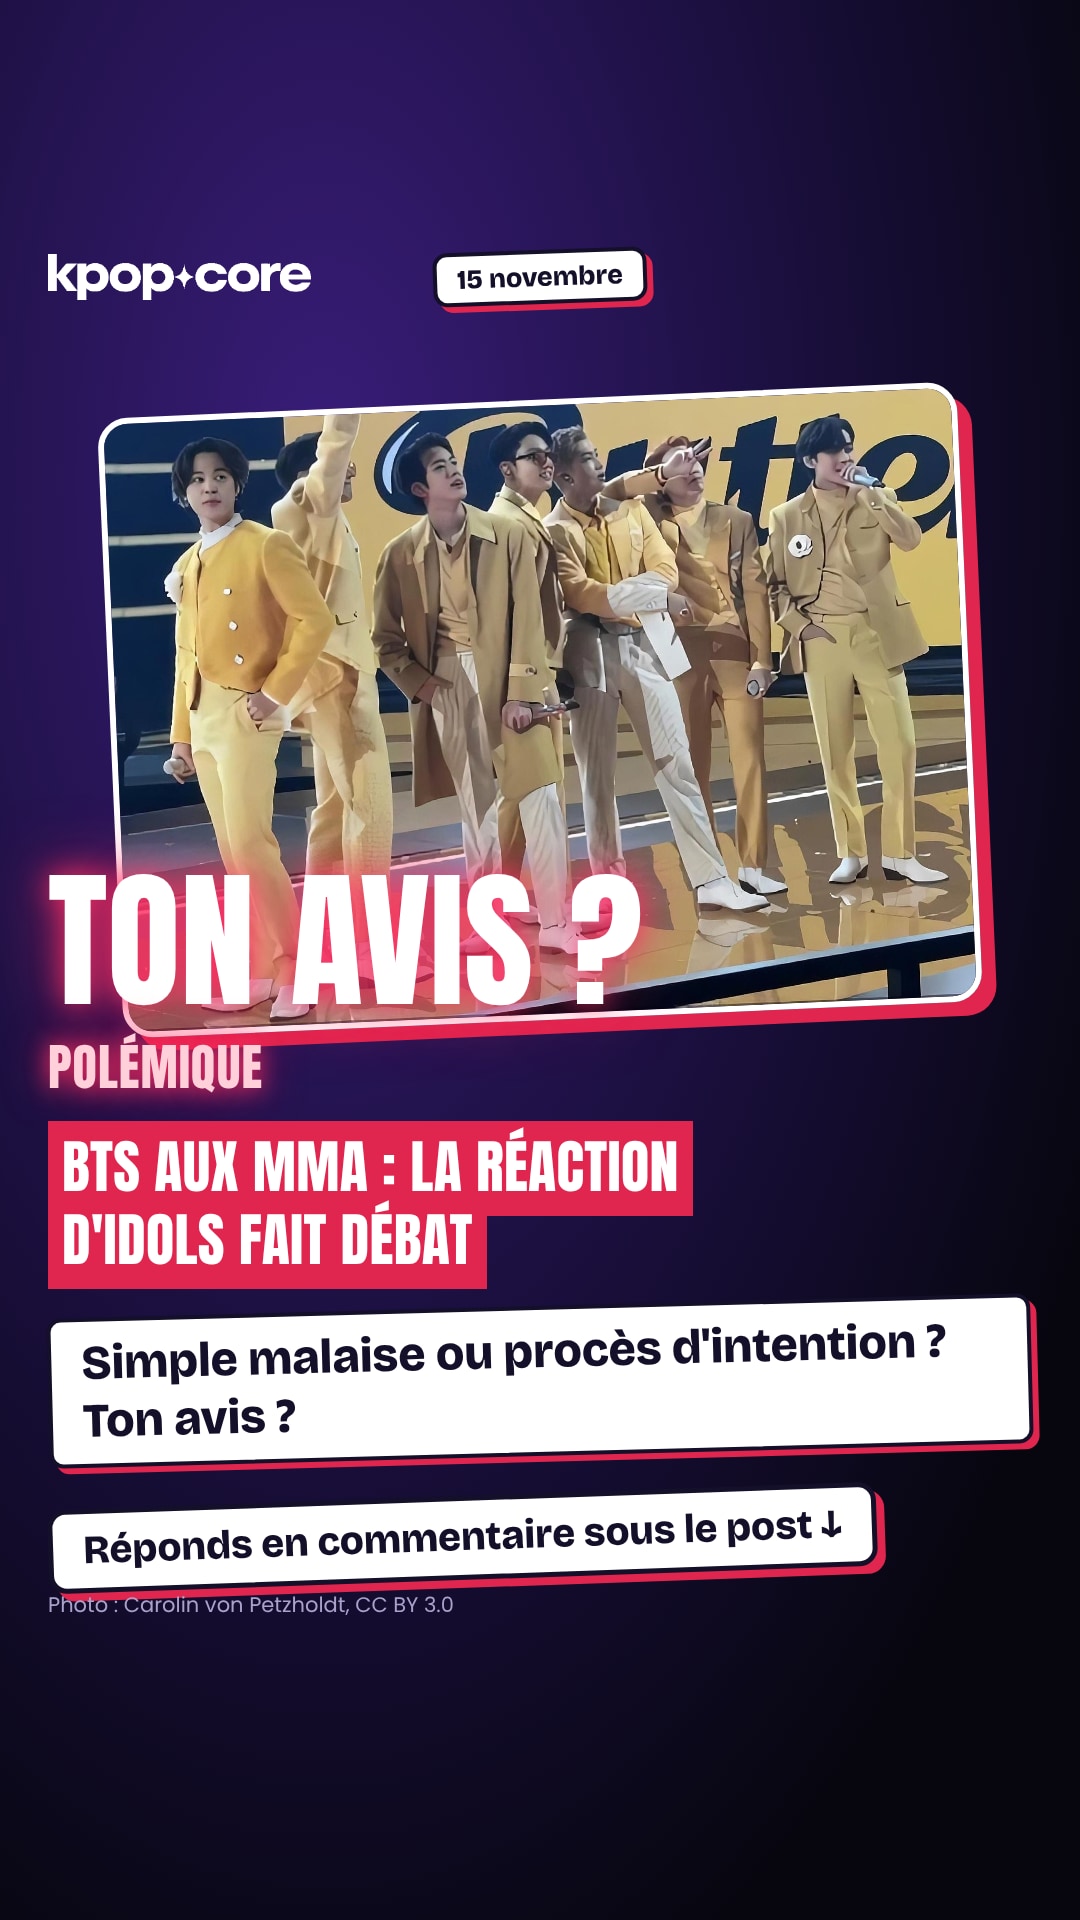 kpop✦core
15 novembre
Butte
TON AVIS ?
POLÉMIQUE
BTS AUX MMA : LA RÉACTION
D'IDOLS FAIT DÉBAT
Simple malaise ou procès d'intention ?
Ton avis ?
Réponds en commentaire sous le post ↓
Photo : Carolin von Petzholdt, CC BY 3.0